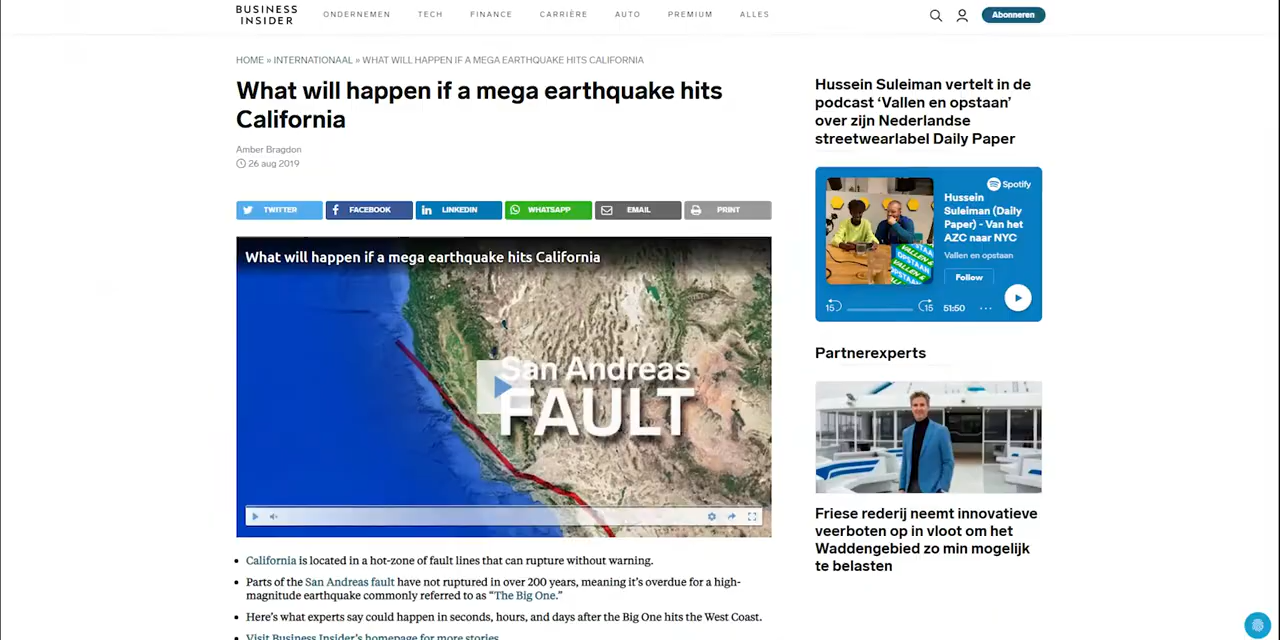 BUSINESS
INSIDER
ONDERNEMEN
TECH
FINANCE
CARRIÈRE
AUTO
PREMIUM
ALLES
Abonneren
HOME » INTERNATIONAAL » WHAT WILL HAPPEN IF A MEGA EARTHQUAKE HITS CALIFORNIA
What will happen if a mega earthquake hits
California
Amber Bragdon
26 aug 2019
TWITTER
FACEBOOK
LINKEDIN
WHATSAPP
EMAIL
PRINT
What will happen if a mega earthquake hits California
San Andreas
FAULT
• California is located in a hot-zone of fault lines that can rupture without warning.
• Parts of the San Andreas fault have not ruptured in over 200 years, meaning it's overdue for a high-
magnitude earthquake commonly referred to as “The Big One.”
• Here's what experts say could happen in seconds, hours, and days after the Big One hits the West Coast.
• Visit Business Insider's homepage for more stories
Hussein Suleiman vertelt in de
podcast ‘Vallen en opstaan’
over zijn Nederlandse
streetwearlabel Daily Paper
Spotify
Hussein
Suleiman (Daily
Paper) - Van het
AZC naar NYC
Vallen en opstaan
Follow
VALLEN &
OPSTAAN
15
15
51:50
Partnerexperts
Friese rederij neemt innovatieve
veerboten op in vloot om het
Waddengebied zo min mogelijk
te belasten